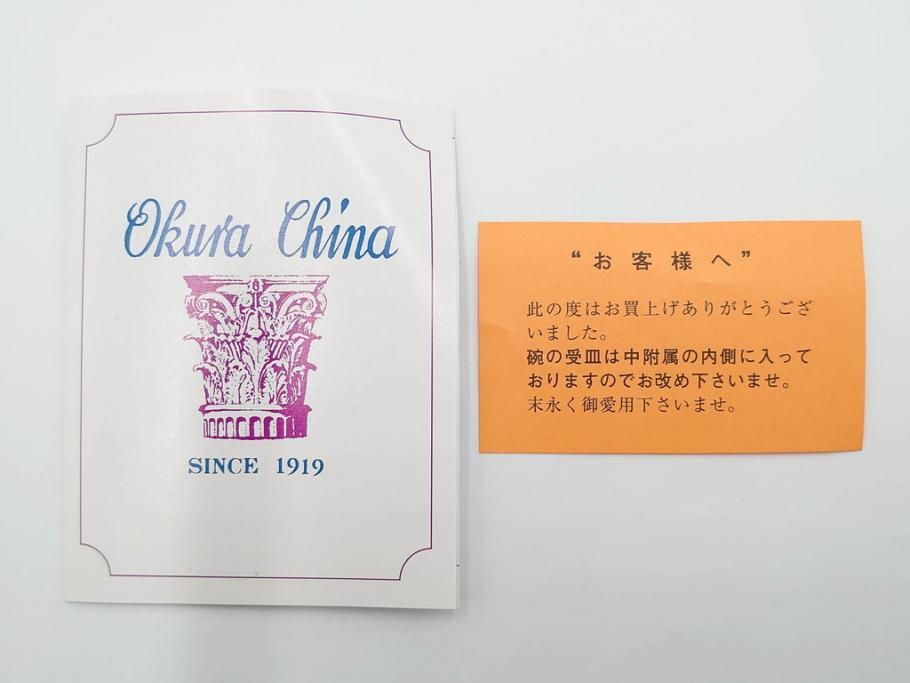 Okura China
SINCE 1919
“お客様へ”
此の度はお買上げありがとうござ
いました。
碗の受皿は中附属の内側に入って
おりますのでお改め下さいませ。
末永く御愛用下さいませ。